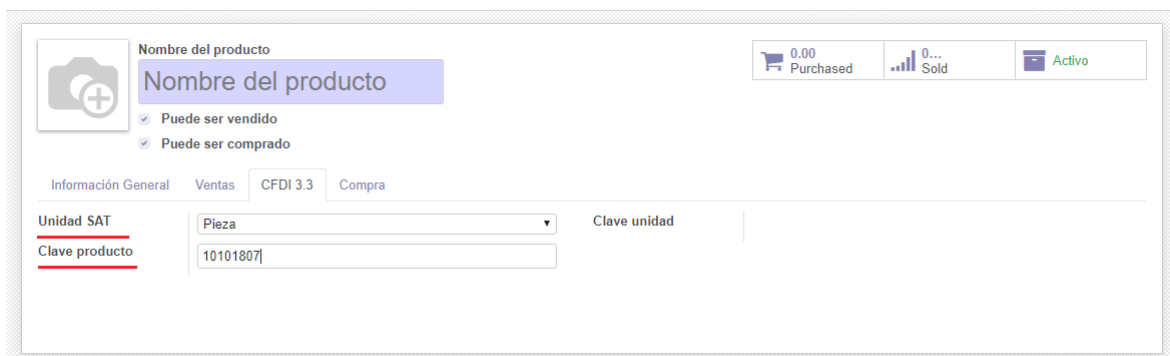 Nombre del producto
Nombre del producto
Puede ser vendido
Puede ser comprado
0.00
Purchased
0...
Sold
Activo
Información General Ventas CFDI 3.3 Compra
Unidad SAT Pieza Clave unidad
Clave producto 10101807